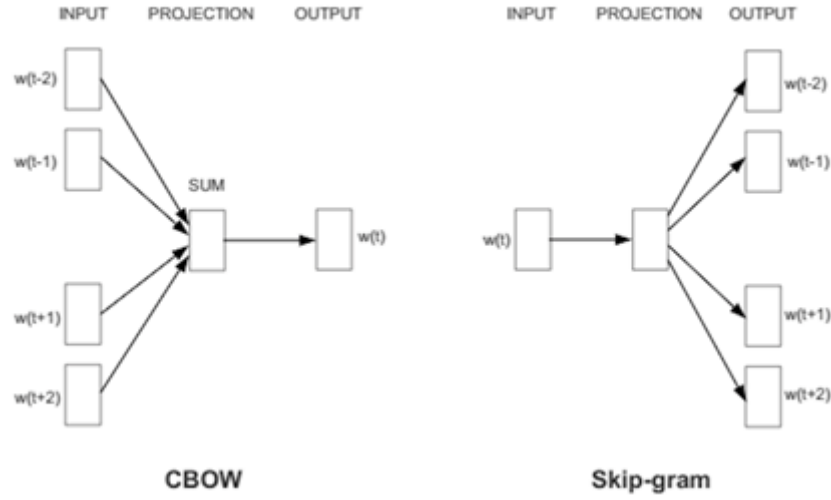 INPUT PROJECTION OUTPUT
w(t-2)
w(t-1)
SUM
w(t)
w(t+1)
w(t+2)
CBOW
INPUT PROJECTION OUTPUT
w(t-2)
w(t-1)
w(t)
w(t+1)
w(t+2)
Skip-gram